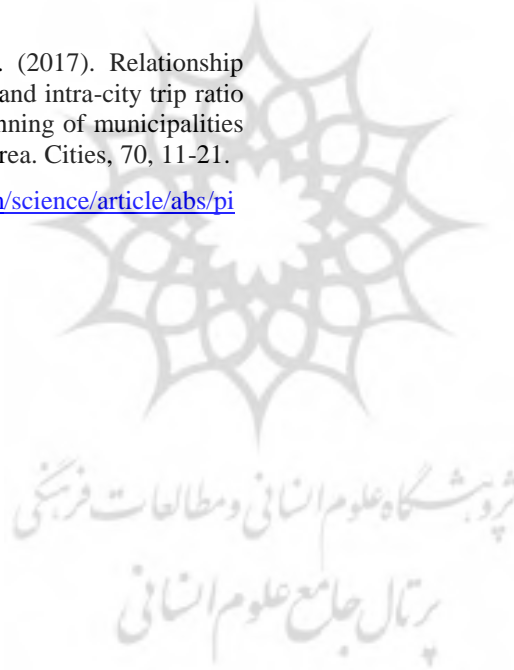 . (2017). Relationship
and intra-city trip ratio
nning of municipalities
rea. Cities, 70, 11-21.
n/science/article/abs/pi
پژوهشگاه علوم انسانی و مطالعات فرهنگی
پرتال جامع علوم انسانی